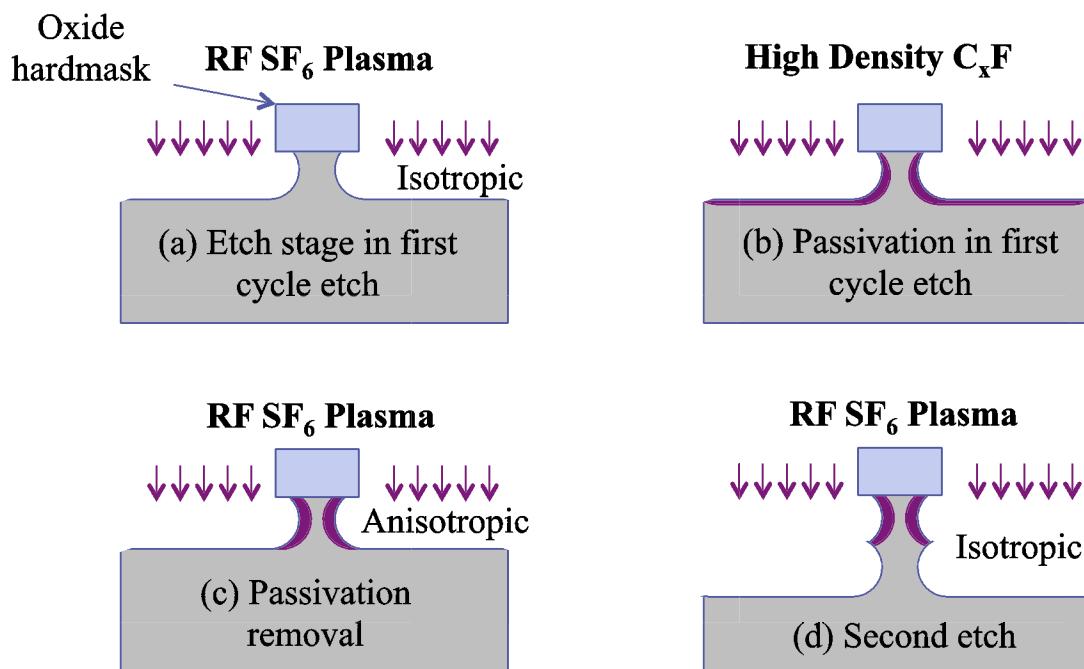 Oxide
hardmask
RF SF₆ Plasma
Isotropic
(a) Etch stage in first
cycle etch
High Density CₓF
(b) Passivation in first
cycle etch
RF SF₆ Plasma
Anisotropic
(c) Passivation
removal
RF SF₆ Plasma
Isotropic
(d) Second etch